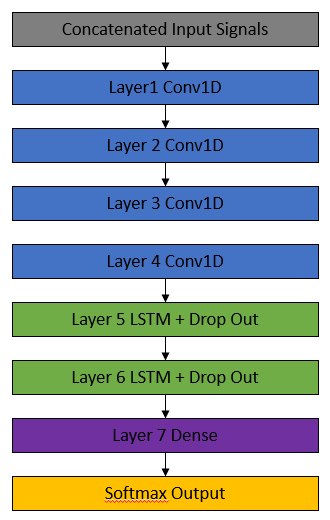 Concatenated Input Signals
Layer1 Conv1D
Layer 2 Conv1D
Layer 3 Conv1D
Layer 4 Conv1D
Layer 5 LSTM + Drop Out
Layer 6 LSTM + Drop Out
Layer 7 Dense
Softmax Output